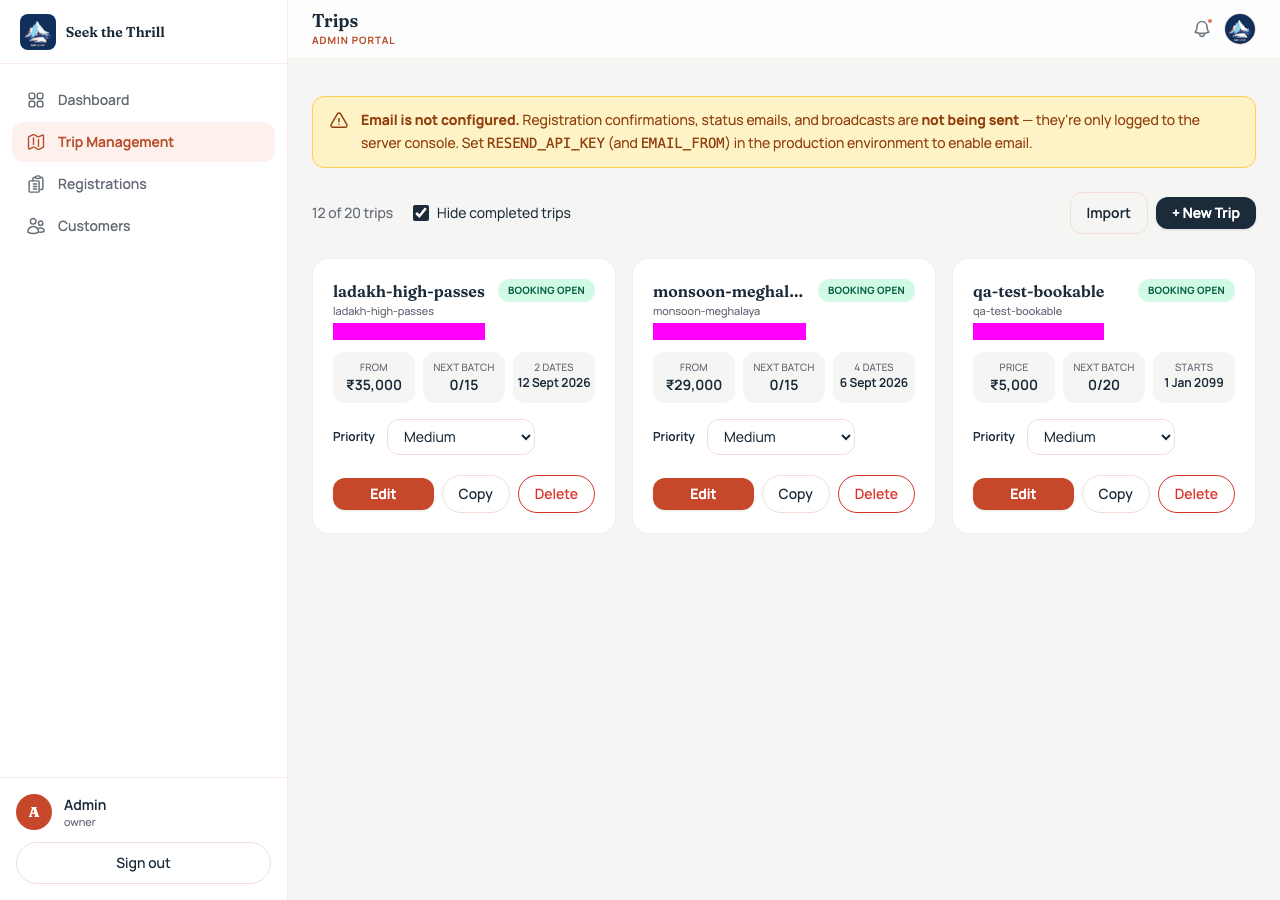 Seek the Thrill
Trips
ADMIN PORTAL
Dashboard
Trip Management
Registrations
Customers
Email is not configured. Registration confirmations, status emails, and broadcasts are not being sent — they're only logged to the
server console. Set RESEND_API_KEY (and EMAIL_FROM) in the production environment to enable email.
12 of 20 trips
Hide completed trips
Import
+ New Trip
ladakh-high-passes
BOOKING OPEN
ladakh-high-passes
FROM
₹35,000
NEXT BATCH
0/15
2 DATES
12 Sept 2026
Priority
Medium
Edit
Copy
Delete
monsoon-meghal...
BOOKING OPEN
monsoon-meghalaya
FROM
₹29,000
NEXT BATCH
0/15
4 DATES
6 Sept 2026
Priority
Medium
Edit
Copy
Delete
qa-test-bookable
BOOKING OPEN
qa-test-bookable
PRICE
₹5,000
NEXT BATCH
0/20
STARTS
1 Jan 2099
Priority
Medium
Edit
Copy
Delete
A
Admin
owner
Sign out